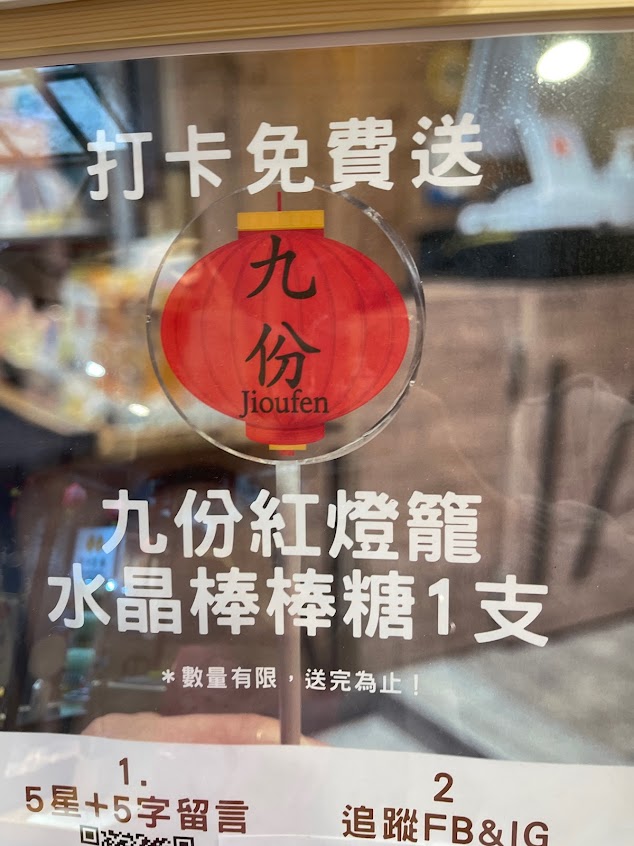 打卡免費送
九
份
Jioufen
九份紅燈籠
水晶棒棒糖1支
*數量有限，送完為止！
1.
5星+5字留言
2
追蹤FB&IG